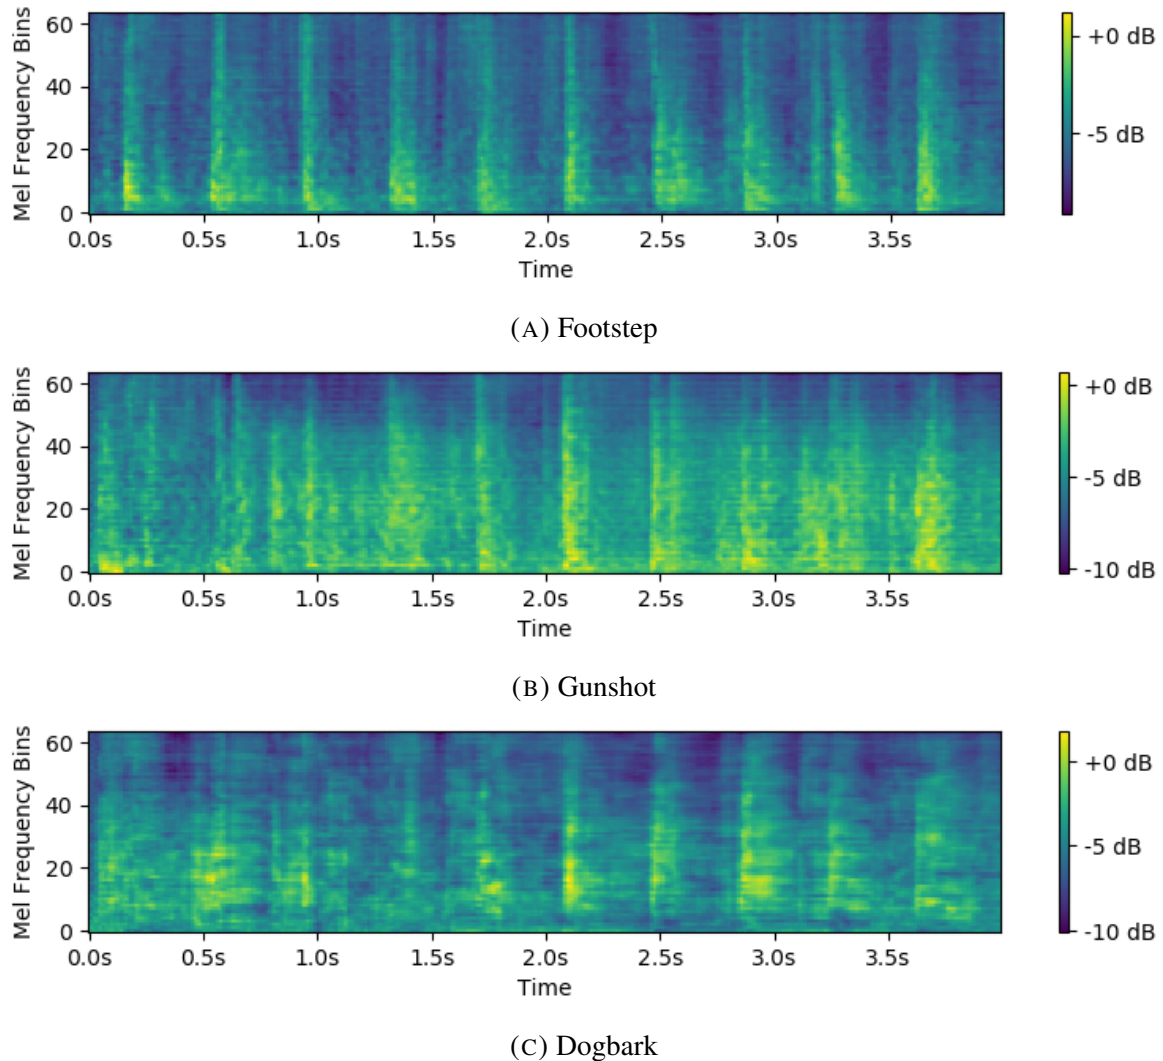 Mel Frequency Bins
60
40
20
0
0.0s 0.5s 1.0s 1.5s 2.0s 2.5s 3.0s 3.5s
Time
+0 dB
-5 dB
(A) Footstep
Mel Frequency Bins
60
40
20
0
0.0s 0.5s 1.0s 1.5s 2.0s 2.5s 3.0s 3.5s
Time
+0 dB
-5 dB
-10 dB
(B) Gunshot
Mel Frequency Bins
60
40
20
0
0.0s 0.5s 1.0s 1.5s 2.0s 2.5s 3.0s 3.5s
Time
+0 dB
-5 dB
-10 dB
(C) Dogbark